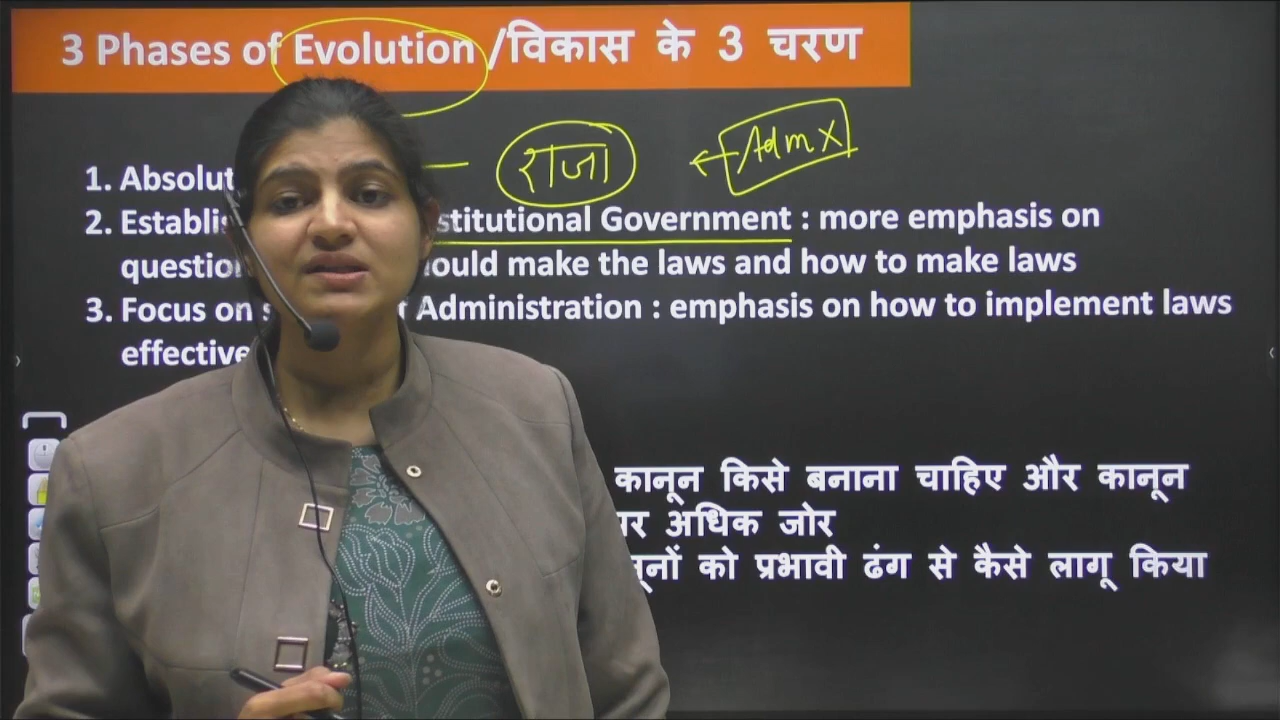 3 Phases of Evolution /विकास के 3 चरण
राजा ← Adm X
1. Absolut
2. Establis stitutional Government : more emphasis on
question ould make the laws and how to make laws
3. Focus on Administration : emphasis on how to implement laws
effective
कानून किसे बनाना चाहिए और कानून
पर अधिक जोर
नूनों को प्रभावी ढंग से कैसे लागू किया